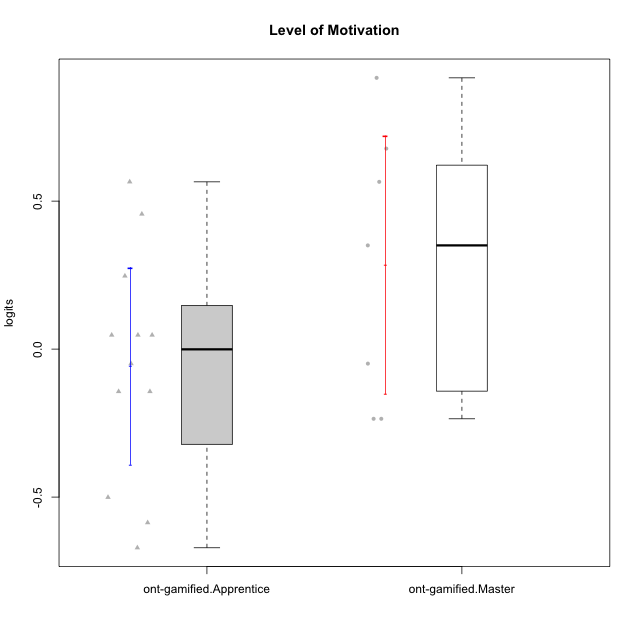 Level of Motivation
logits
0.5
0.0
-0.5
ont-gamified.Apprentice
ont-gamified.Master